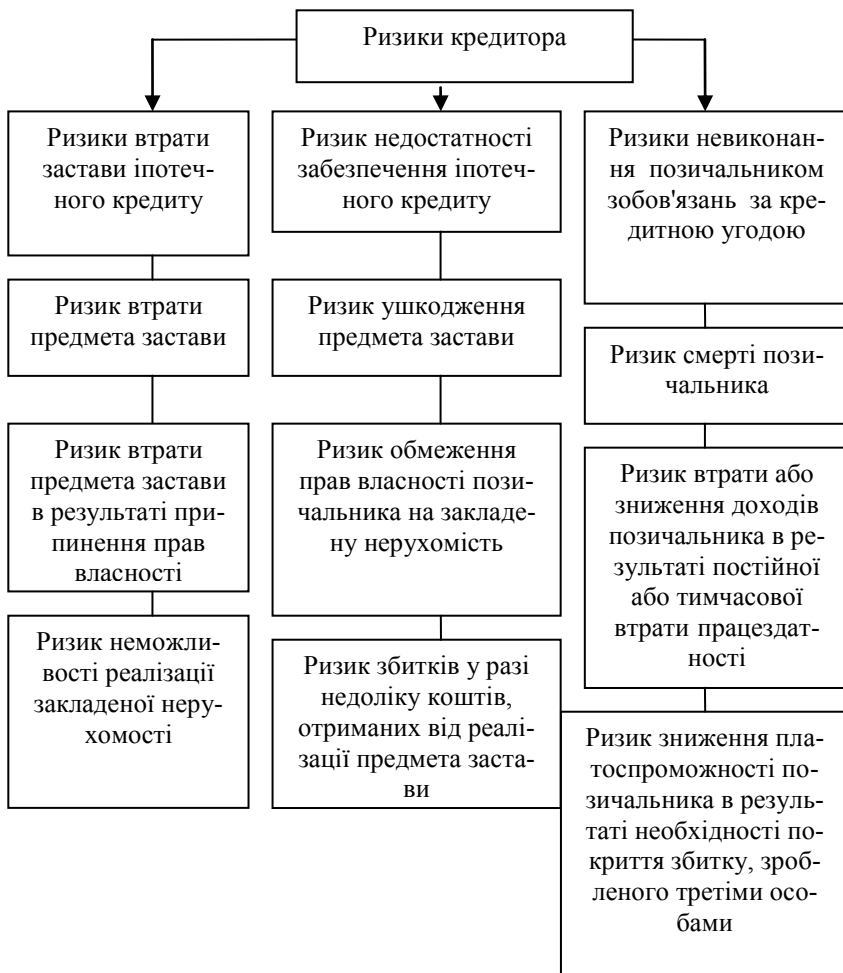 Ризики кредитора
Ризики втрати
застави іпотеч-
ного кредиту
Ризик втрати
предмета застави
Ризик втрати
предмета застави
в результаті при-
пинення прав
власності
Ризик неможли-
вості реалізації
закладеної неру-
хомості
Ризик недостатності
забезпечення іпотеч-
ного кредиту
Ризик ушкодження
предмета застави
Ризик обмеження
прав власності пози-
чальника на закладе-
ну нерухомість
Ризик збитків у разі
недоліку коштів,
отриманих від реалі-
зації предмета заста-
ви
Ризики невиконан-
ня позичальником
зобов'язань за кре-
дитною угодою
Ризик смерті пози-
чальника
Ризик втрати або
зниження доходів
позичальника в ре-
зультаті постійної
або тимчасової
втрати працездат-
ності
Ризик зниження пла-
тоспроможності по-
зичальника в резуль-
таті необхідності по-
криття збитку, зроб-
леного третіми осо-
бами